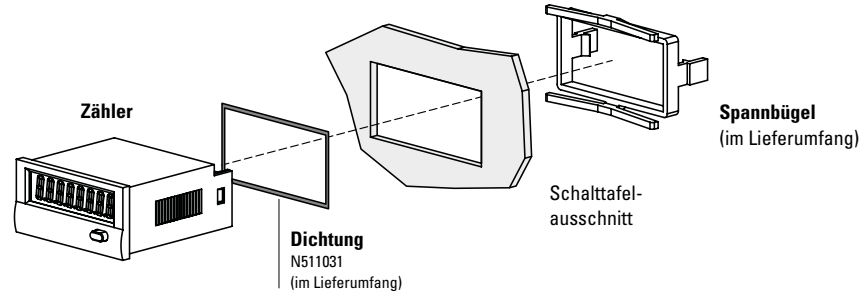 Zähler
Spannbügel
(im Lieferumfang)
Schalttafel-
ausschnitt
Dichtung
N511031
(im Lieferumfang)